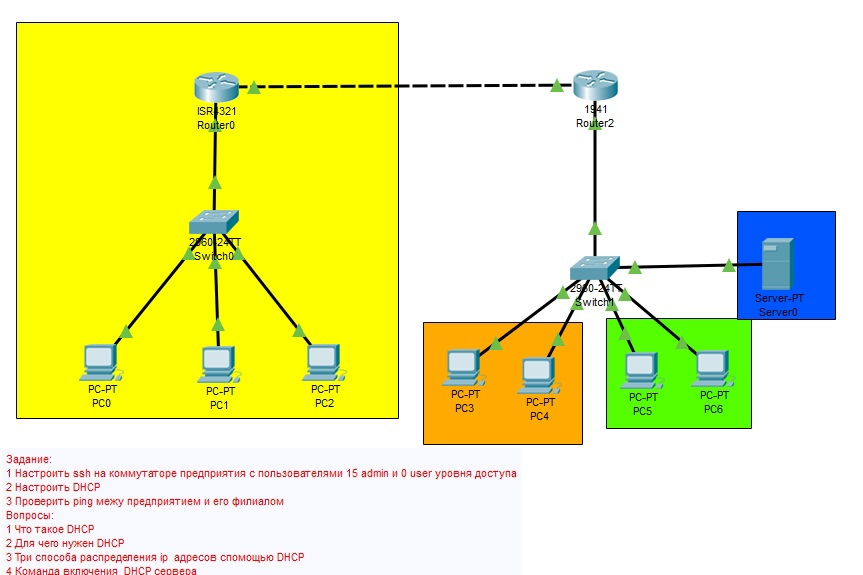 ISR4321
Router0
1941
Router2
2960-24TT
Switch0
2960-24TT
Switch1
Server-PT
Server0
PC-PT
PC0
PC-PT
PC1
PC-PT
PC2
PC-PT
PC3
PC-PT
PC4
PC-PT
PC5
PC-PT
PC6
Задание:
1 Настроить ssh на коммутаторе предприятия с пользователями 15 admin и 0 user уровня доступа
2 Настроить DHCP
3 Проверить ping межу предприятием и его филиалом
Вопросы:
1 Что такое DHCP
2 Для чего нужен DHCP
3 Три способа распределения ip адресов спомощью DHCP
4 Команда включения DHCP сервера